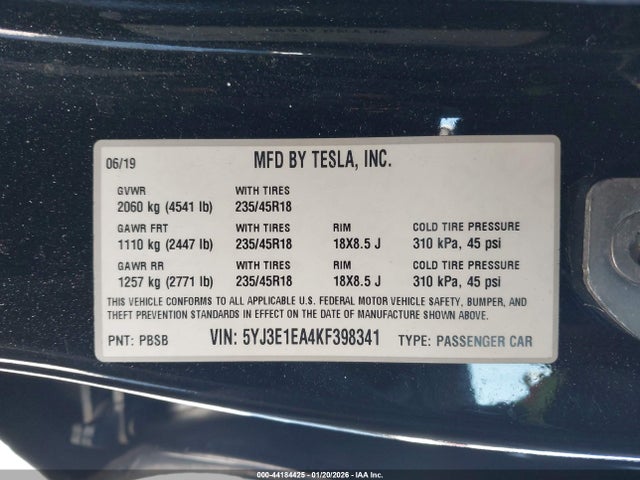 06/19 MFD BY TESLA, INC.
GVWR WITH TIRES
2060 kg (4541 lb) 235/45R18
GAWR FRT WITH TIRES RIM COLD TIRE PRESSURE
1110 kg (2447 lb) 235/45R18 18X8.5 J 310 kPa, 45 psi
GAWR RR WITH TIRES RIM COLD TIRE PRESSURE
1257 kg (2771 lb) 235/45R18 18X8.5 J 310 kPa, 45 psi
THIS VEHICLE CONFORMS TO ALL APPLICABLE U.S. FEDERAL MOTOR VEHICLE SAFETY, BUMPER, AND
THEFT PREVENTION STANDARDS IN EFFECT ON THE DATE OF MANUFACTURE SHOWN ABOVE.
PNT: PBSB VIN: 5YJ3E1EA4KF398341 TYPE: PASSENGER CAR
000-44184425 - 01/20/2026 - IAA Inc.